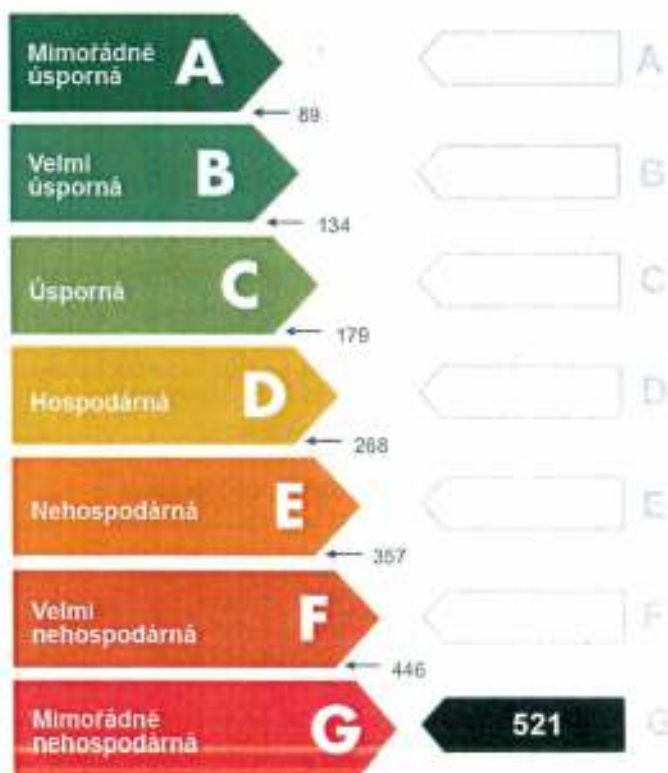 Mimořádně
úsporná
A
A
89
Velmi
úsporná
B
B
134
Úsporná
C
C
179
Hospodárná
D
D
268
Nehospodárná
E
E
357
Velmi
nehospodárná
F
F
446
Mimořádně
nehospodárná
G
521
G